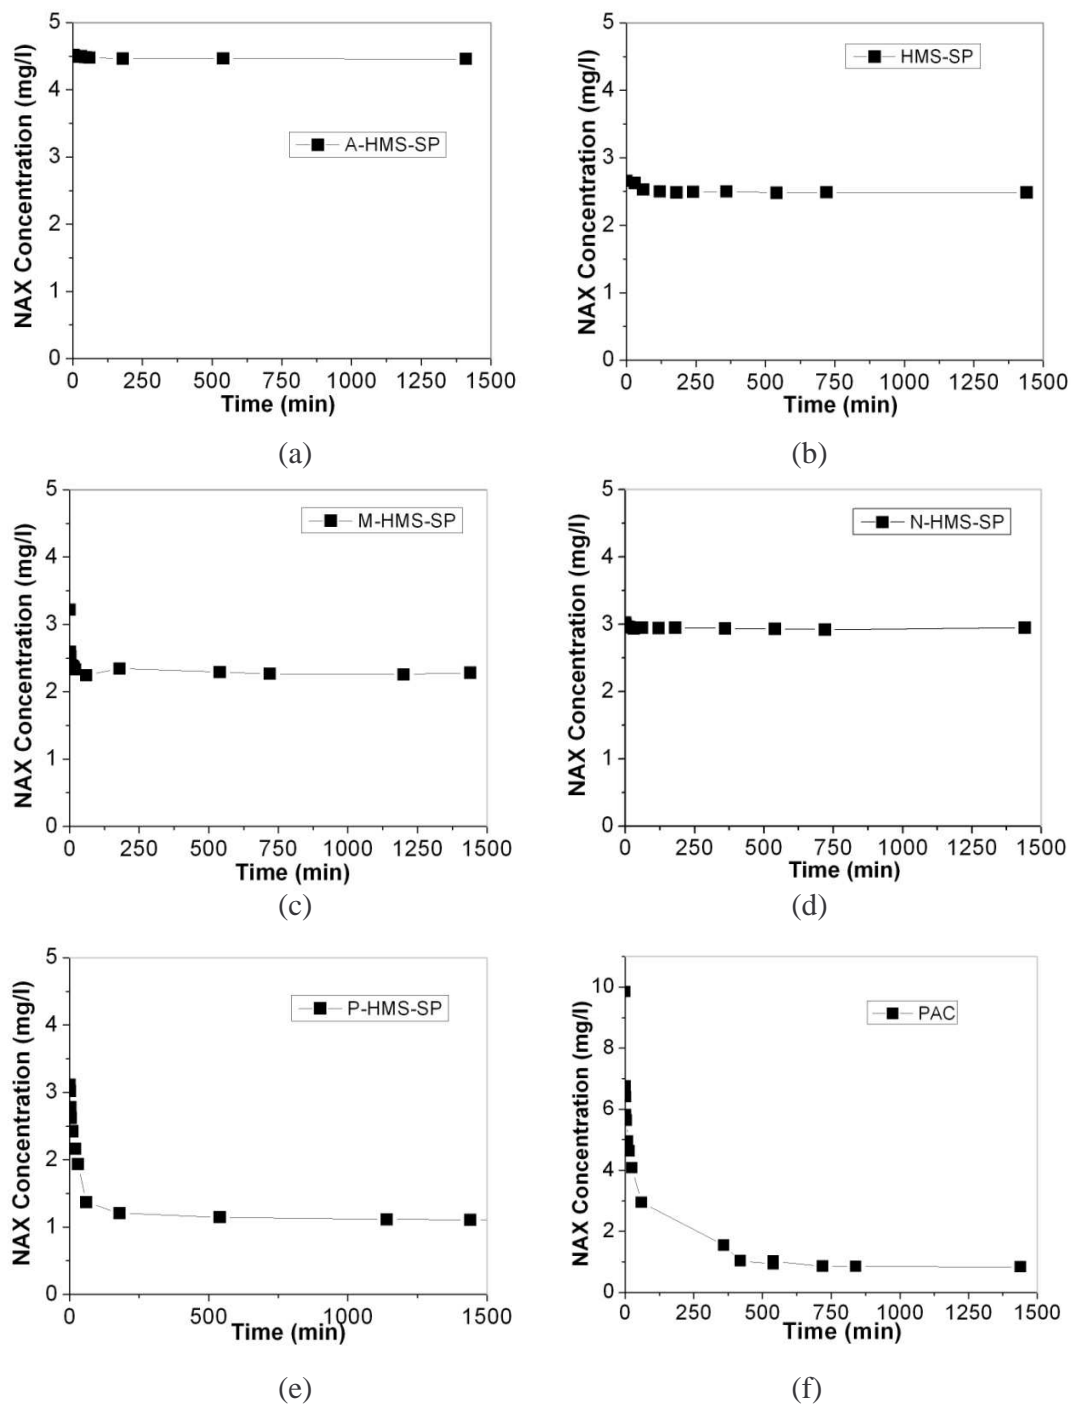 5
4
3
2
1
0
NAX Concentration (mg/l)
A-HMS-SP
0 250 500 750 1000 1250 1500
Time (min)
(a)
5
4
3
2
1
0
NAX Concentration (mg/l)
HMS-SP
0 250 500 750 1000 1250 1500
Time (min)
(b)
5
4
3
2
1
0
NAX Concentration (mg/l)
M-HMS-SP
0 250 500 750 1000 1250 1500
Time (min)
(c)
5
4
3
2
1
0
NAX Concentration (mg/l)
N-HMS-SP
0 250 500 750 1000 1250 1500
Time (min)
(d)
5
4
3
2
1
0
NAX Concentration (mg/l)
P-HMS-SP
0 500 1000 1500
Time (min)
(e)
10
8
6
4
2
0
NAX Concentration (mg/l)
PAC
0 250 500 750 1000 1250 1500
Time (min)
(f)